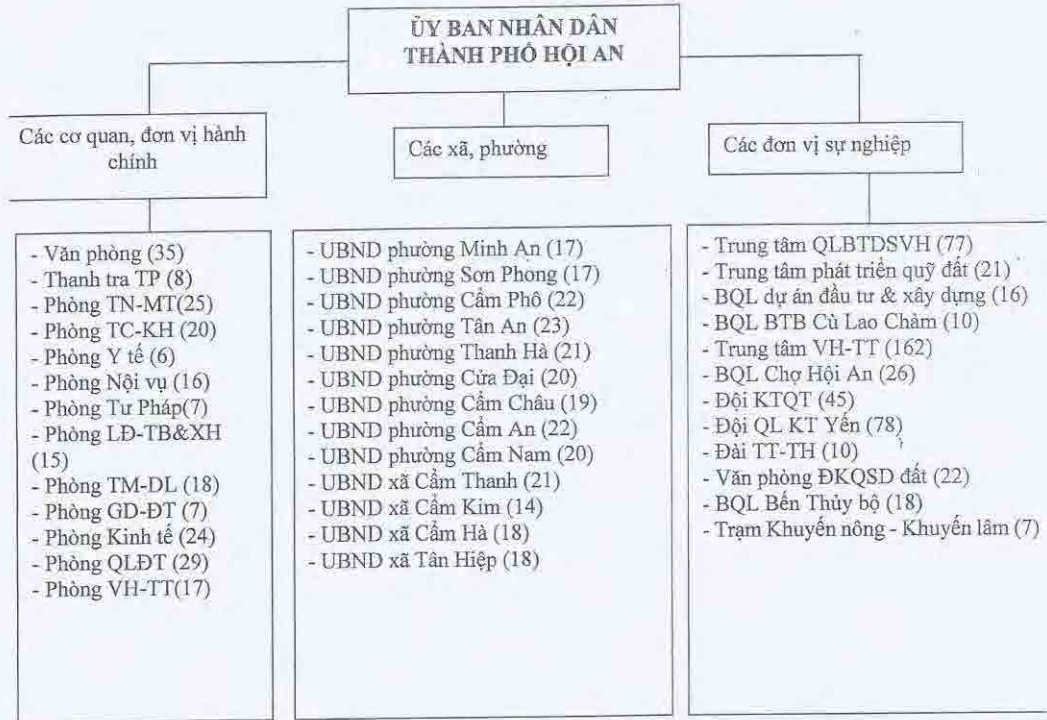 ỦY BAN NHÂN DÂN
THÀNH PHỐ HỘI AN
Các cơ quan, đơn vị hành
chính
Các xã, phường
Các đơn vị sự nghiệp
- Văn phòng (35)
- Thanh tra TP (8)
- Phòng TN-MT(25)
- Phòng TC-KH (20)
- Phòng Y tế (6)
- Phòng Nội vụ (16)
- Phòng Tư Pháp(7)
- Phòng LĐ-TB&XH
(15)
- Phòng TM-DL (18)
- Phòng GD-ĐT (7)
- Phòng Kinh tế (24)
- Phòng QLĐT (29)
- Phòng VH-TT(17)
- UBND phường Minh An (17)
- UBND phường Sơn Phong (17)
- UBND phường Cẩm Phô (22)
- UBND phường Tân An (23)
- UBND phường Thanh Hà (21)
- UBND phường Cửa Đại (20)
- UBND phường Cẩm Châu (19)
- UBND phường Cẩm An (22)
- UBND phường Cẩm Nam (20)
- UBND xã Cẩm Thanh (21)
- UBND xã Cẩm Kim (14)
- UBND xã Cẩm Hà (18)
- UBND xã Tân Hiệp (18)
- Trung tâm QLBTDSVH (77)
- Trung tâm phát triển quỹ đất (21)
- BQL dự án đầu tư & xây dựng (16)
- BQL BTB Cù Lao Chàm (10)
- Trung tâm VH-TT (162)
- BQL Chợ Hội An (26)
- Đội KTQT (45)
- Đội QL KT Yến (78)
- Đài TT-TH (10)
- Văn phòng ĐKQSD đất (22)
- BQL Bến Thủy bộ (18)
- Trạm Khuyến nông - Khuyến lâm (7)